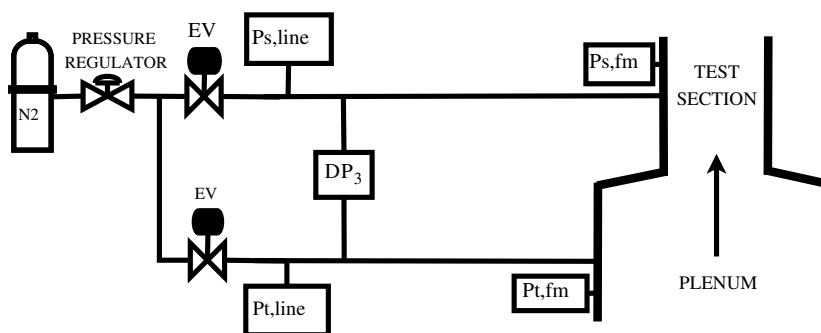 EV
PRESSURE
REGULATOR
Ps,line
Ps,fm
TEST
SECTION
N2
DP3
EV
Pt,line
Pt,fm
PLENUM